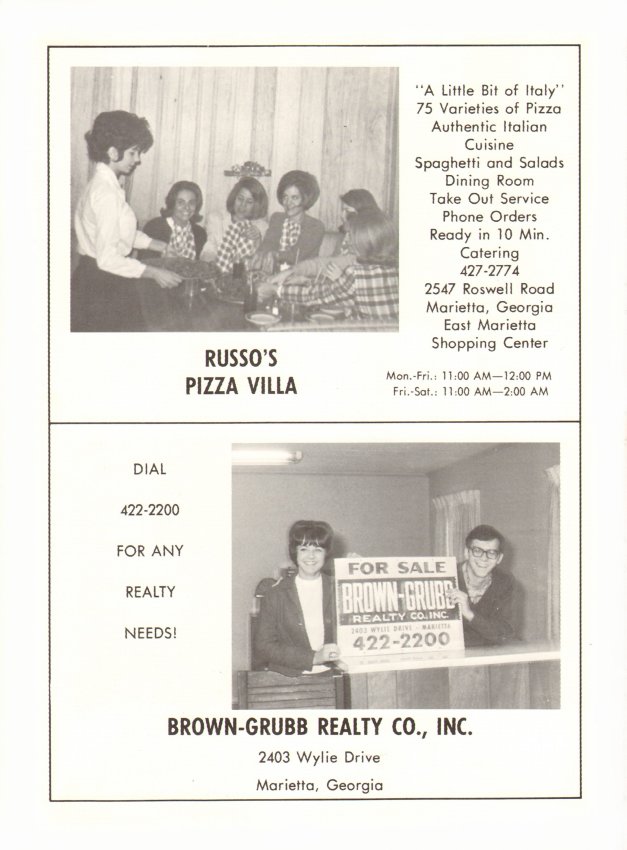 "A Little Bit of Italy"
75 Varieties of Pizza
Authentic Italian
Cuisine
Spaghetti and Salads
Dining Room
Take Out Service
Phone Orders
Ready in 10 Min.
Catering
427-2774
2547 Roswell Road
Marietta, Georgia
East Marietta
Shopping Center
RUSSO'S
PIZZA VILLA
Mon.-Fri.: 11:00 AM—12:00 PM
Fri.-Sat.: 11:00 AM—2:00 AM
DIAL
422-2200
FOR ANY
REALTY
NEEDS!
FOR SALE
BROWN-GRUBB
REALTY CO., INC.
2403 WYLIE DRIVE - MARIETTA
422-2200
BROWN-GRUBB REALTY CO., INC.
2403 Wylie Drive
Marietta, Georgia